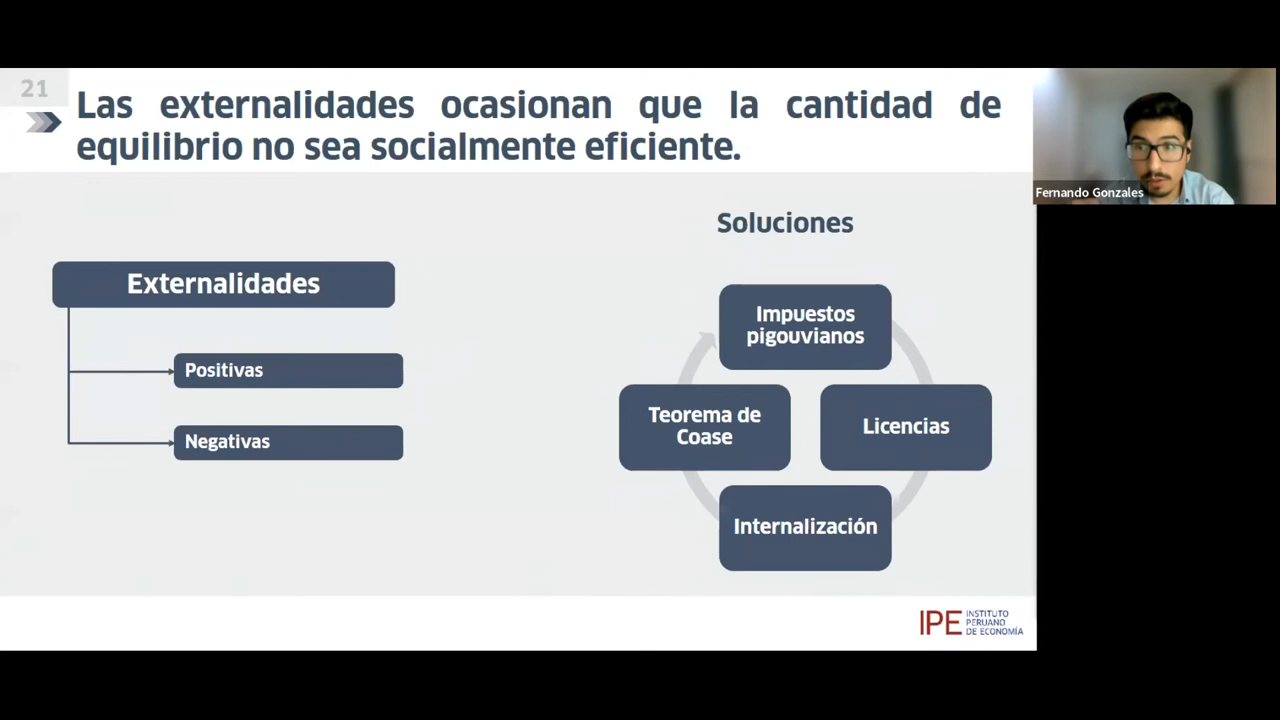 21
Las externalidades ocasionan que la cantidad de
equilibrio no sea socialmente eficiente.
Fernando Gonzales
Externalidades
Positivas
Negativas
Soluciones
Impuestos
pigouvianos
Teorema de
Coase
Licencias
Internalización
IPE
INSTITUTO
PERUANO
DE ECONOMÍA